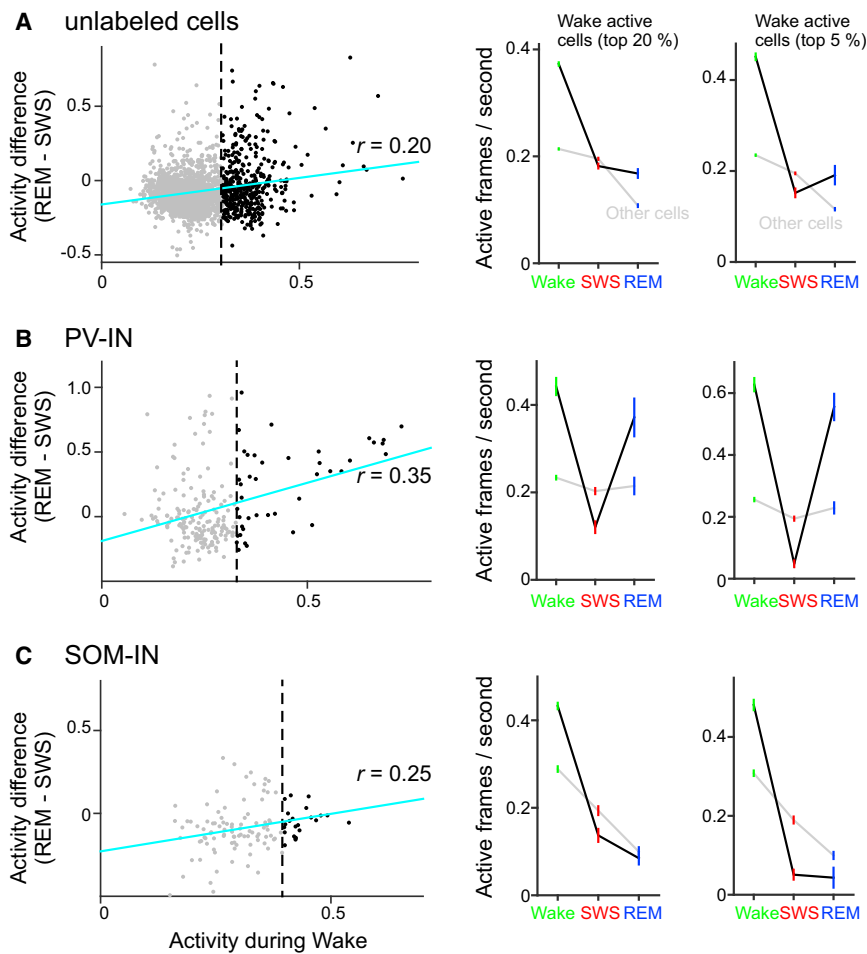 A unlabeled cells
Activity difference
(REM - SWS)
0.5
0
-0.5
r = 0.20
0
0.5
Wake active
cells (top 20 %)
Active frames / second
0.4
0.2
0
Other cells
Wake SWS REM
Wake active
cells (top 5 %)
0.4
0.2
0
Other cells
Wake SWS REM
B PV-IN
Activity difference
(REM - SWS)
1.0
0.5
0
r = 0.35
0
0.5
Active frames / second
0.4
0.2
0
Wake SWS REM
0.6
0.4
0.2
0
Wake SWS REM
C SOM-IN
Activity difference
(REM - SWS)
0.5
0
r = 0.25
0
0.5
Activity during Wake
Active frames / second
0.4
0.2
0
Wake SWS REM
0.4
0.2
0
Wake SWS REM